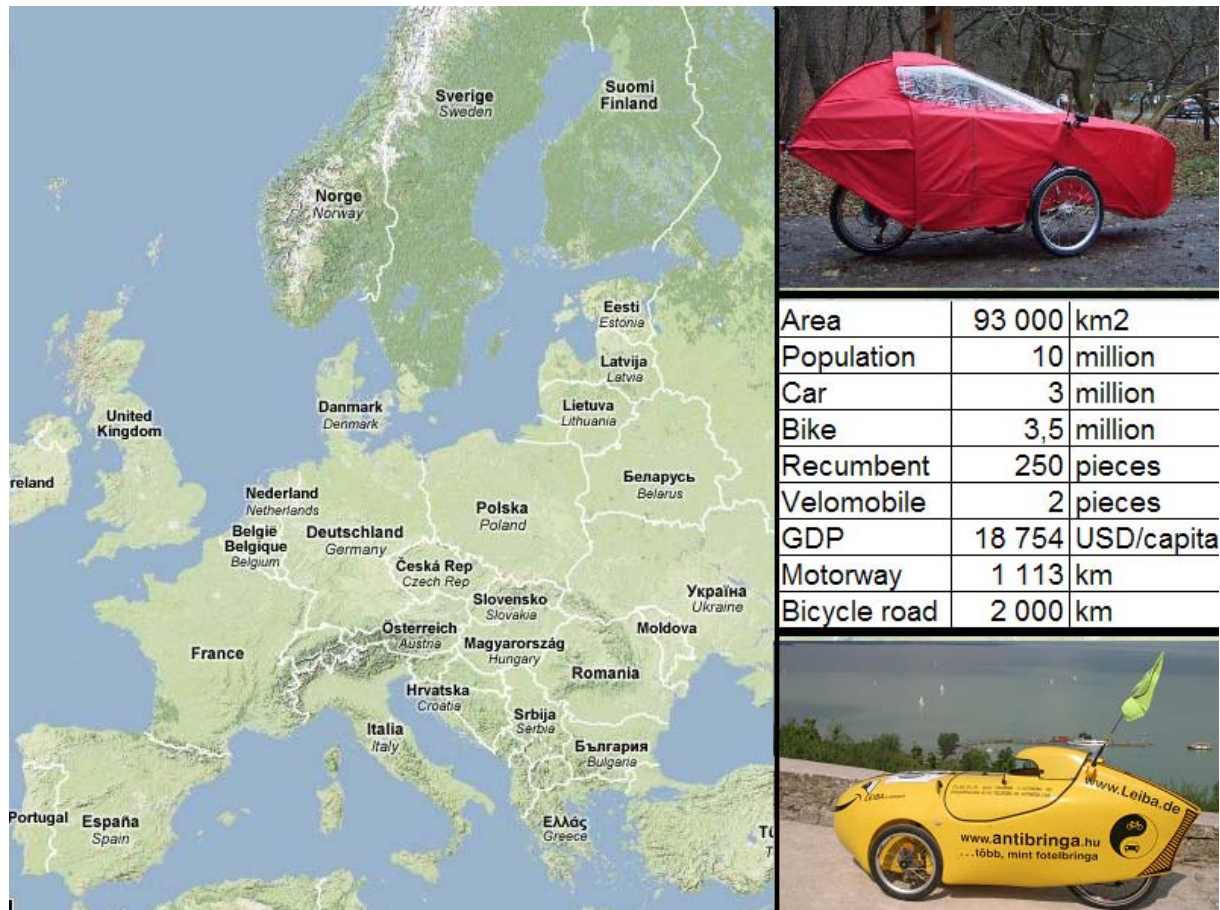 Sverige
Sweden
Suomi
Finland
Norge
Norway
Eesti
Estonia
Latvija
Latvia
Danmark
Denmark
Lietuva
Lithuania
United
Kingdom
reland
Беларусь
Belarus
Nederland
Netherlands
Polska
Poland
België
Belgique
Belgium
Deutschland
Germany
Česká Rep
Czech Rep
Україна
Ukraine
Slovensko
Slovakia
Österreich
Austria
Magyarország
Hungary
Moldova
France
Romania
Hrvatska
Croatia
Srbija
Serbia
Italia
Italy
България
Bulgaria
Portugal
España
Spain
Ελλάς
Greece
Area 93 000 km2
Population 10 million
Car 3 million
Bike 3,5 million
Recumbent 250 pieces
Velomobile 2 pieces
GDP 18 754 USD/capita
Motorway 1 113 km
Bicycle road 2 000 km
LEIBA
www.Leiba.de
www.antibringa.hu
...több, mint fotelbringa